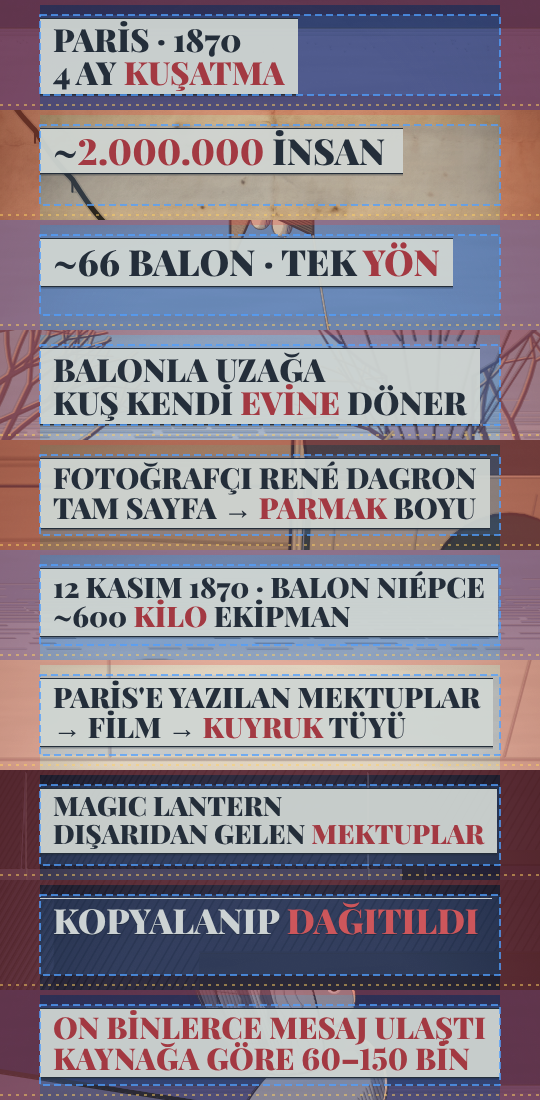 PARİS · 1870
4 AY KUŞATMA
~2.000.000 İNSAN
~66 BALON · TEK YÖN
BALONLA UZAĞA
KUŞ KENDİ EVİNE DÖNER
FOTOĞRAFÇI RENÉ DAGRON
TAM SAYFA → PARMAK BOYU
12 KASIM 1870 · BALON NIÉPCE
~600 KİLO EKİPMAN
PARİS'E YAZILAN MEKTUPLAR
→ FİLM → KUYRUK TÜYÜ
MAGIC LANTERN
DIŞARIDAN GELEN MEKTUPLAR
KOPYALANIP DAĞITILDI
ON BİNLERCE MESAJ ULAŞTI
KAYNAĞA GÖRE 60–150 BİN